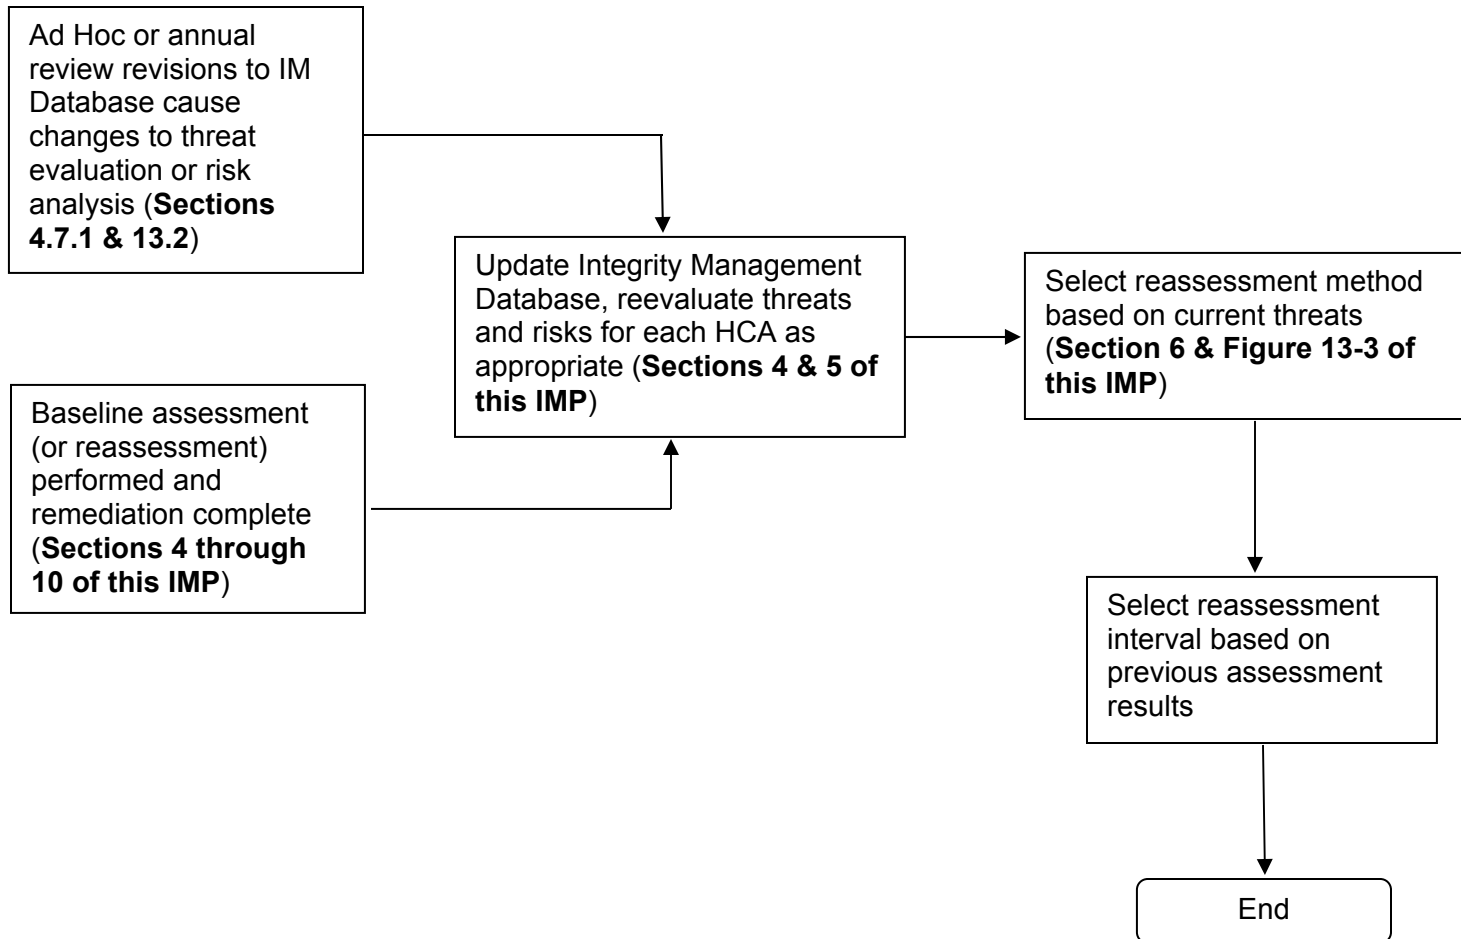 Ad Hoc or annual
review revisions to IM
Database cause
changes to threat
evaluation or risk
analysis (Sections
4.7.1 & 13.2)
Baseline assessment
(or reassessment)
performed and
remediation complete
(Sections 4 through
10 of this IMP)
Update Integrity Management
Database, reevaluate threats
and risks for each HCA as
appropriate (Sections 4 & 5 of
this IMP)
Select reassessment method
based on current threats
(Section 6 & Figure 13-3 of
this IMP)
Select reassessment
interval based on
previous assessment
results
End